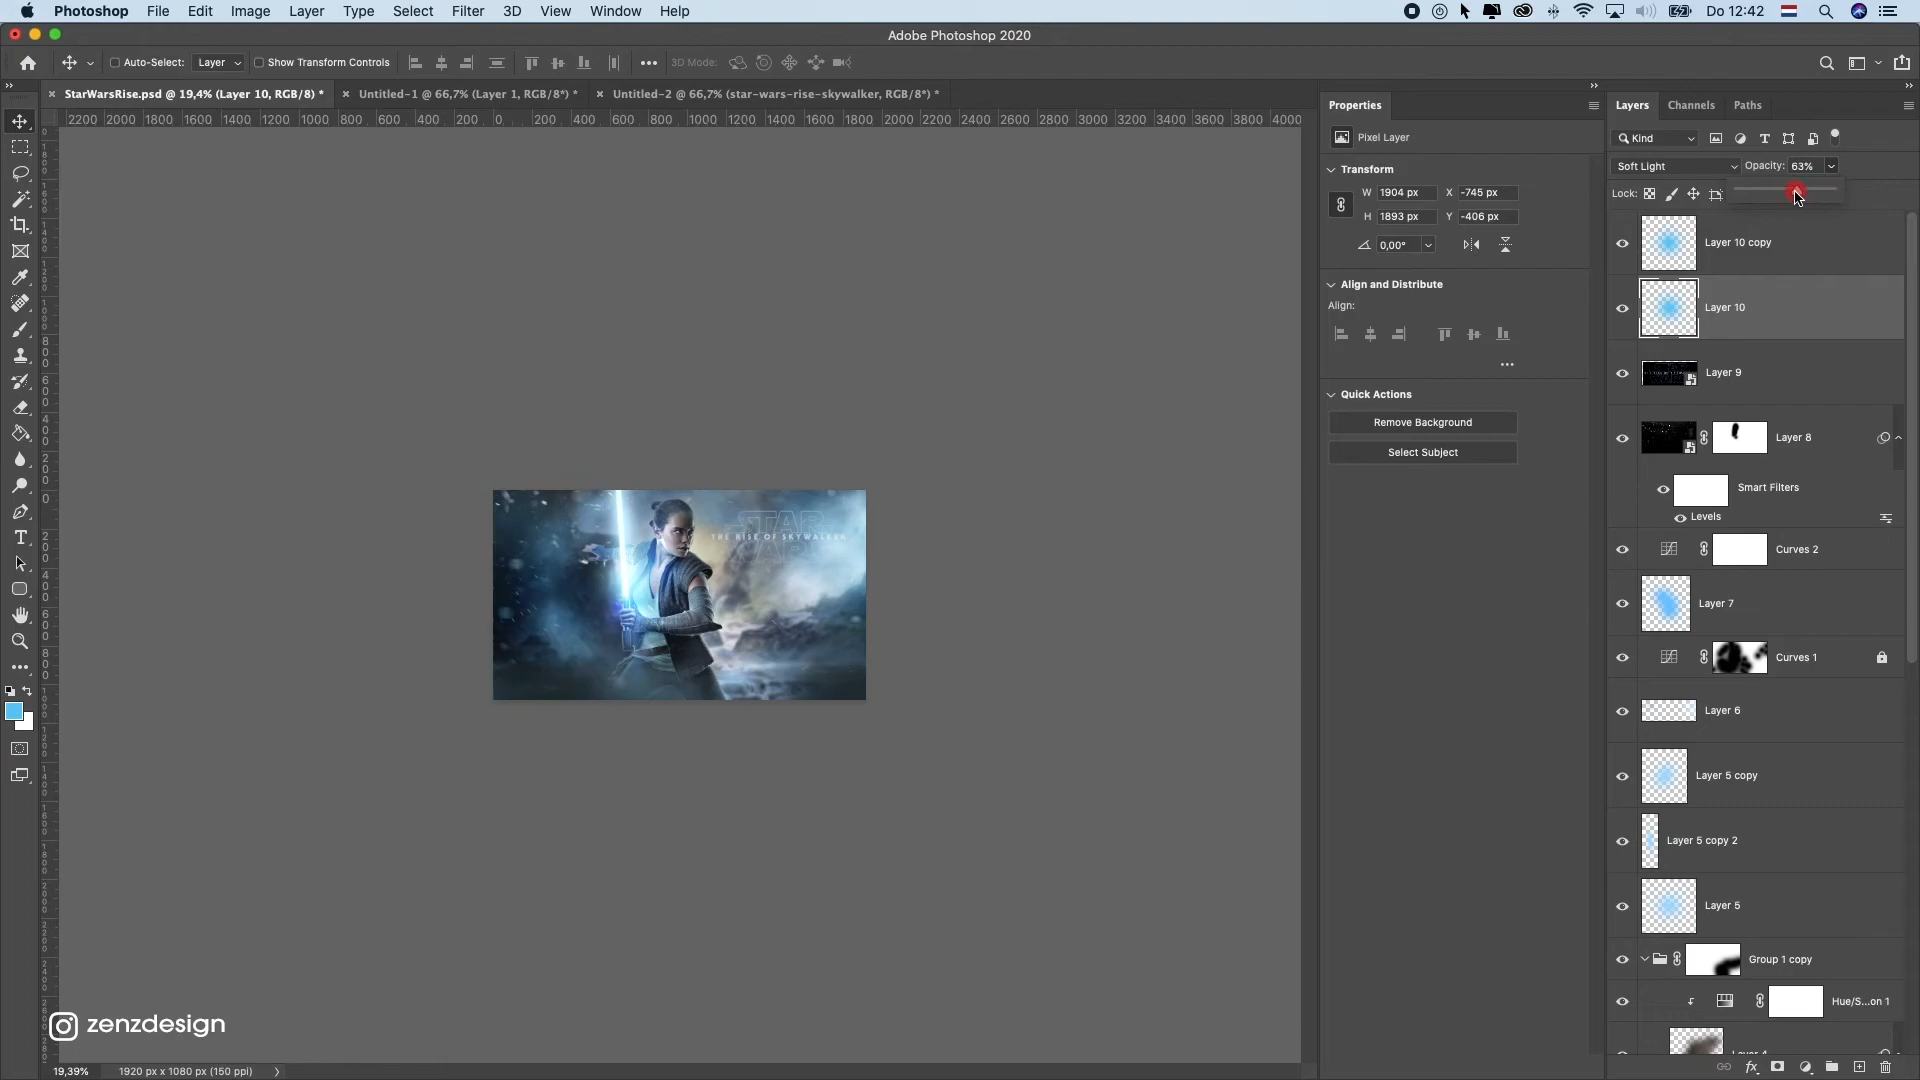 Photoshop File Edit Image Layer Type Select Filter 3D View Window Help Do 12:42
Adobe Photoshop 2020
Auto-Select: Layer Show Transform Controls 3D Mode:
StarWarsRise.psd @ 19,4% (Layer 10, RGB/8) * Untitled-1 @ 66,7% (Layer 1, RGB/8*) * Untitled-2 @ 66,7% (star-wars-rise-skywalker, RGB/8*) *
2200 2000 1800 1600 1400 1200 1000 800 600 400 200 0 200 400 600 800 1000 1200 1400 1600 1800 2000 2200 2400 2600 2800 3000 3200 3400 3600 3800 4000
Properties
Pixel Layer
Transform
W 1904 px X -745 px
H 1893 px Y -406 px
0,00°
Align and Distribute
Align:
Quick Actions
Remove Background
Select Subject
Layers Channels Paths
Kind
Soft Light Opacity: 63%
Lock:
Layer 10 copy
Layer 10
Layer 9
Layer 8
Smart Filters
Levels
Curves 2
Layer 7
Curves 1
Layer 6
Layer 5 copy
Layer 5 copy 2
Layer 5
Group 1 copy
Hue/S...on 1
Layer 4
STAR
THE RISE OF SKYWALKER
WARS
zenzdesign
19,39% 1920 px x 1080 px (150 ppi)